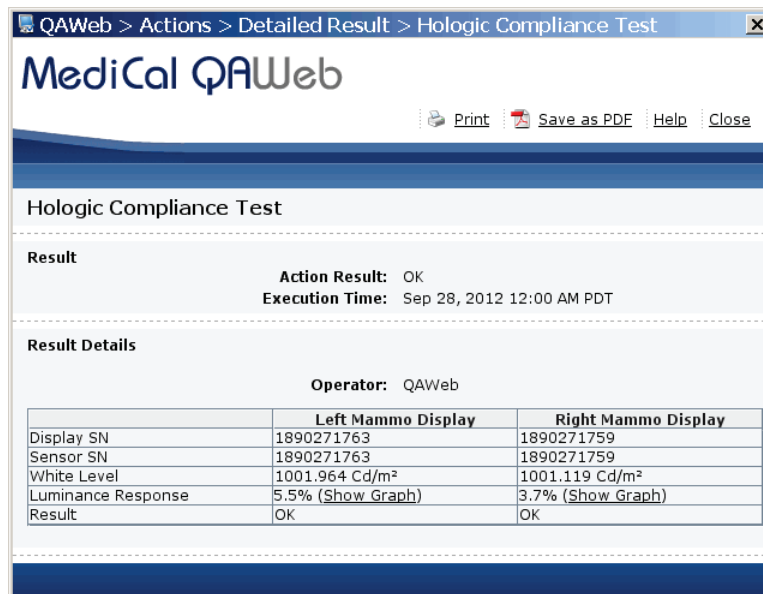 QAWeb > Actions > Detailed Result > Hologic Compliance Test
MediCal QAWeb
Print Save as PDF Help Close
Hologic Compliance Test
Result
Action Result: OK
Execution Time: Sep 28, 2012 12:00 AM PDT
Result Details
Operator: QAWeb
Left Mammo Display Right Mammo Display
Display SN 1890271763 1890271759
Sensor SN 1890271763 1890271759
White Level 1001.964 Cd/m² 1001.119 Cd/m²
Luminance Response 5.5% (Show Graph) 3.7% (Show Graph)
Result OK OK